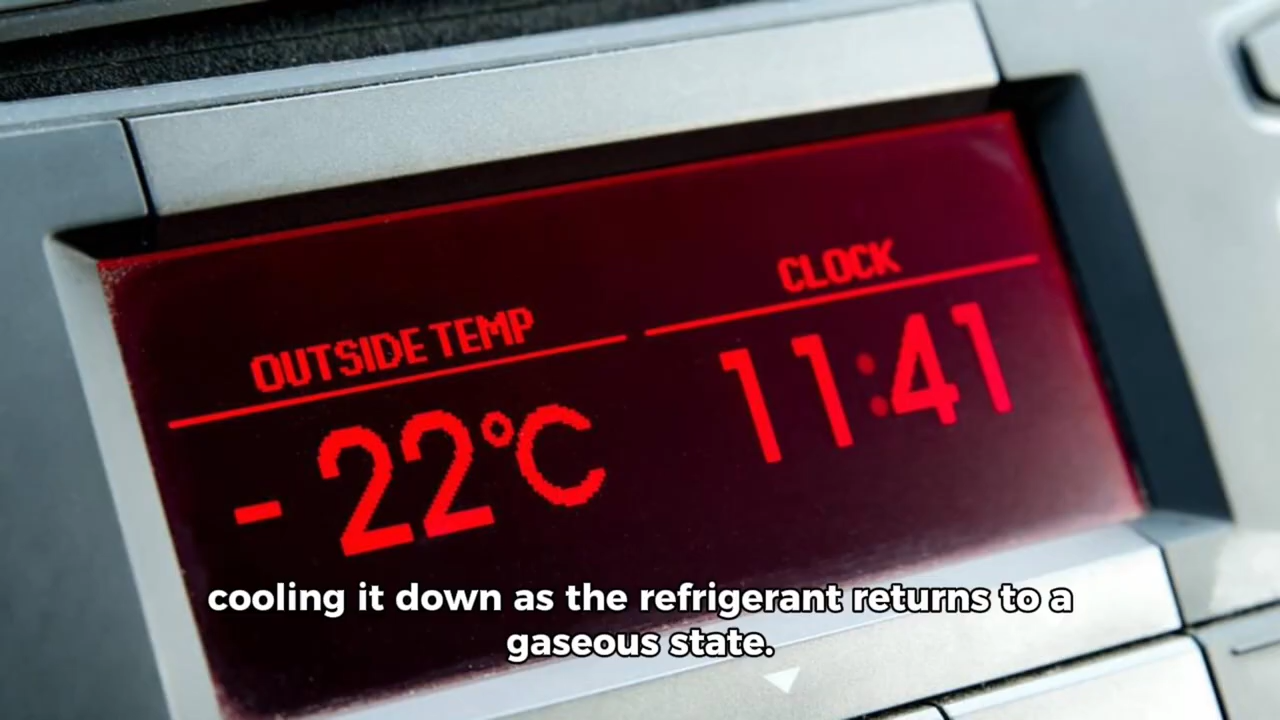 OUTSIDE TEMP
- 22°C
CLOCK
11:41
cooling it down as the refrigerant returns to a
gaseous state.